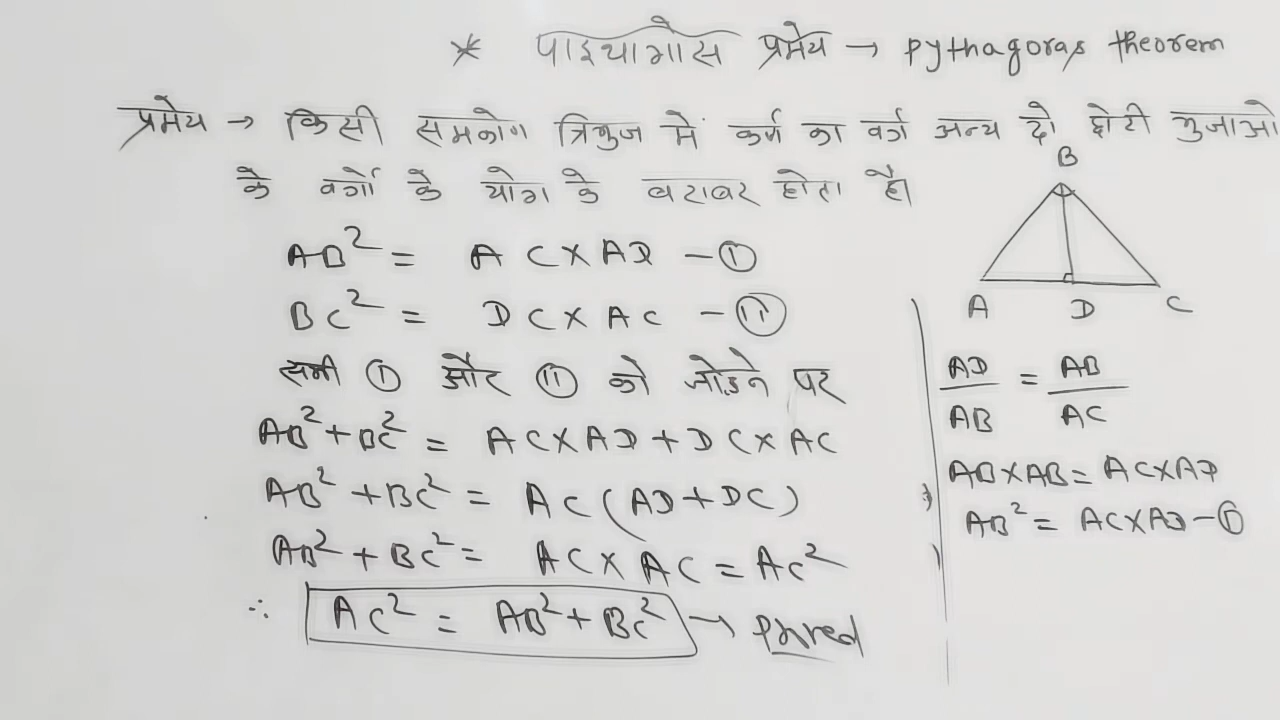 * पाइथागोरस प्रमेय → pythagoras theorem
प्रमेय → किसी समकोण त्रिभुज में कर्ण का वर्ग अन्य दो छोटी भुजाओ
के वर्गों के योग के बराबर होता है।
AB² = AC×AD - ①
BC² = DC×AC - ⑪
समी ① और ⑪ को जोड़ने पर
AB² + BC² = AC×AD + DC×AC
AB² + BC² = AC(AD+DC)
AB² + BC² = AC×AC = AC²
∴ AC² = AB² + BC² →
B
A D C
AD/AB = AB/AC
AB×AB = AC×AD
AB² = AC×AD - ①